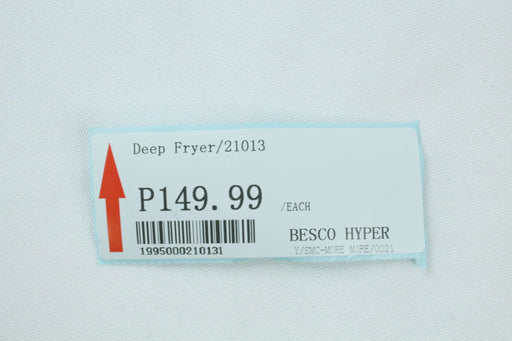 Deep Fryer/21013
P149.99 /EACH
1995000210131
BESCO HYPER
Y/SMC-MORE MORE/0021